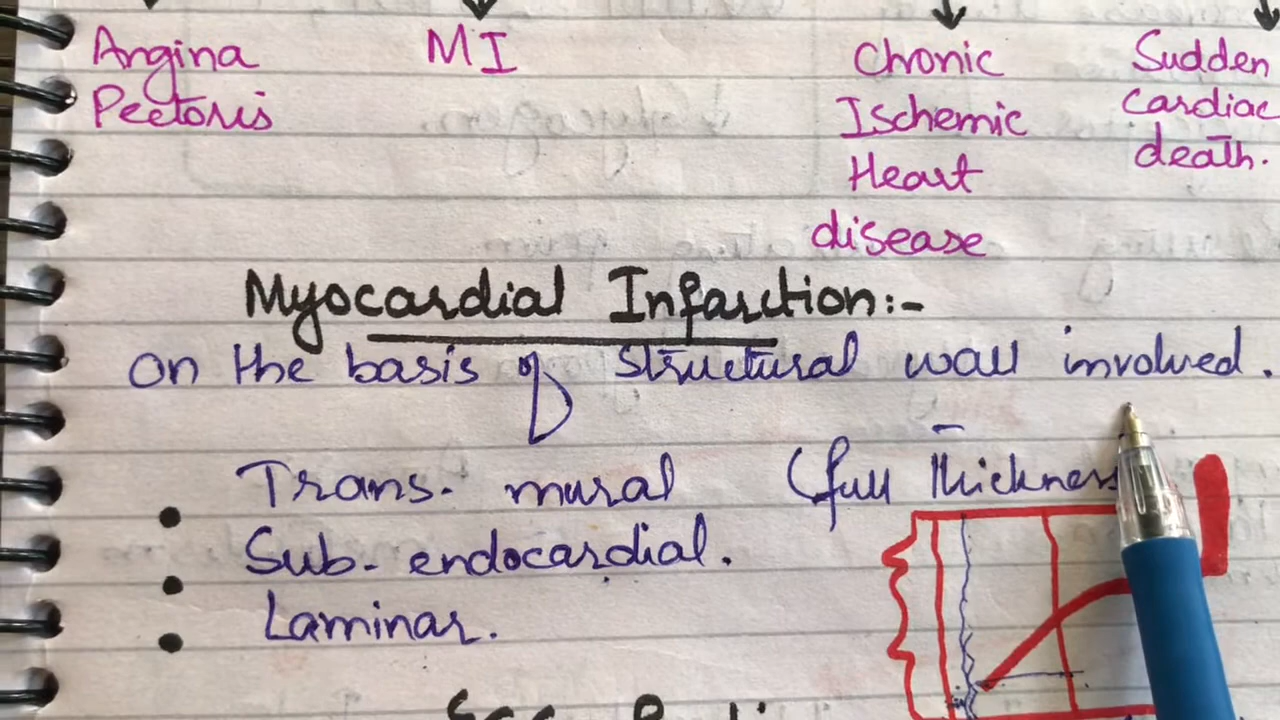 Angina
Pectoris
MI
Chronic
Ischemic
Heart
disease
Sudden
cardiac
death.
Myocardial Infarction:-
on the basis of structural wall involved.
• Trans. mural (full thickness
• Sub. endocardial.
• Laminar.